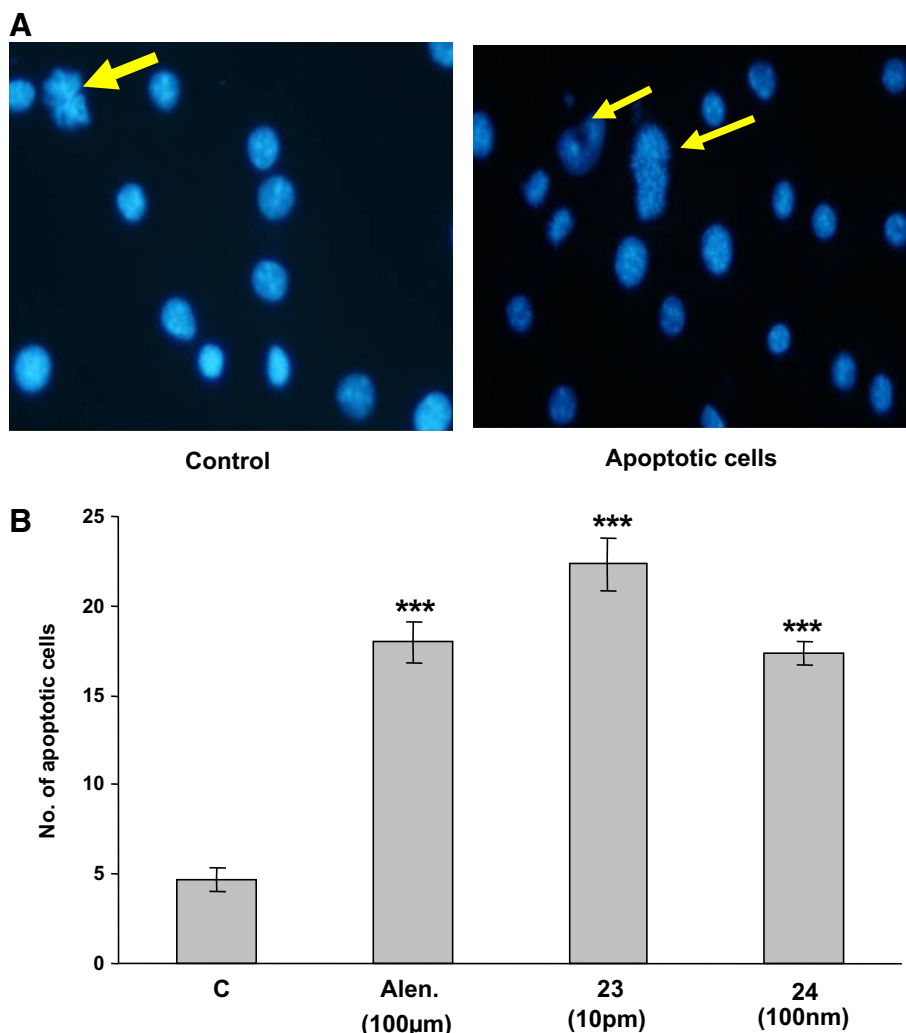 A
Control
Apoptotic cells
B
No. of apoptotic cells
25
20
15
10
5
0
***
***
***
C
Alen.
(100µm)
23
(10pm)
24
(100nm)